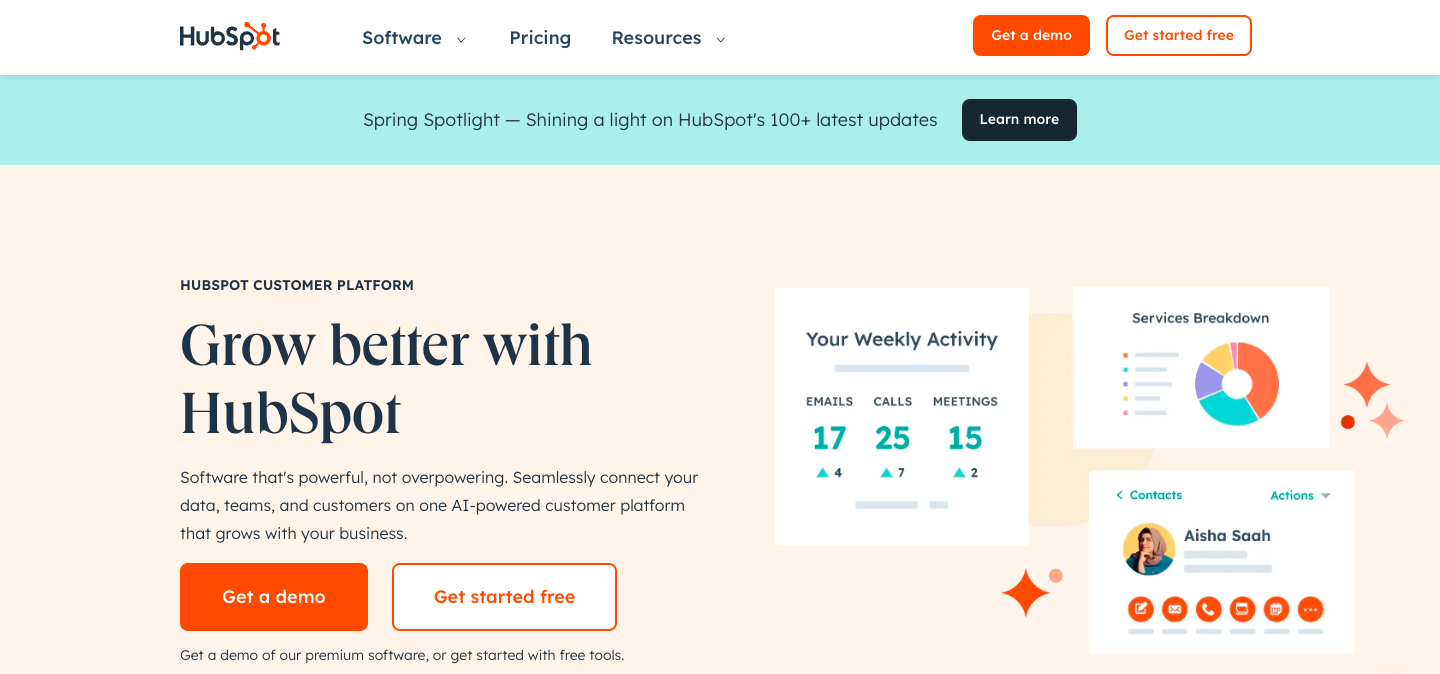 HubSpot
Software
Pricing
Resources
Get a demo
Get started free
Spring Spotlight — Shining a light on HubSpot's 100+ latest updates
Learn more
HUBSPOT CUSTOMER PLATFORM
Grow better with
HubSpot
Software that's powerful, not overpowering. Seamlessly connect your
data, teams, and customers on one AI-powered customer platform
that grows with your business.
Get a demo
Get started free
Get a demo of our premium software, or get started with free tools.
Your Weekly Activity
EMAILS CALLS MEETINGS
17 25 15
4 7 2
Services Breakdown
Contacts
Actions
Aisha Saah